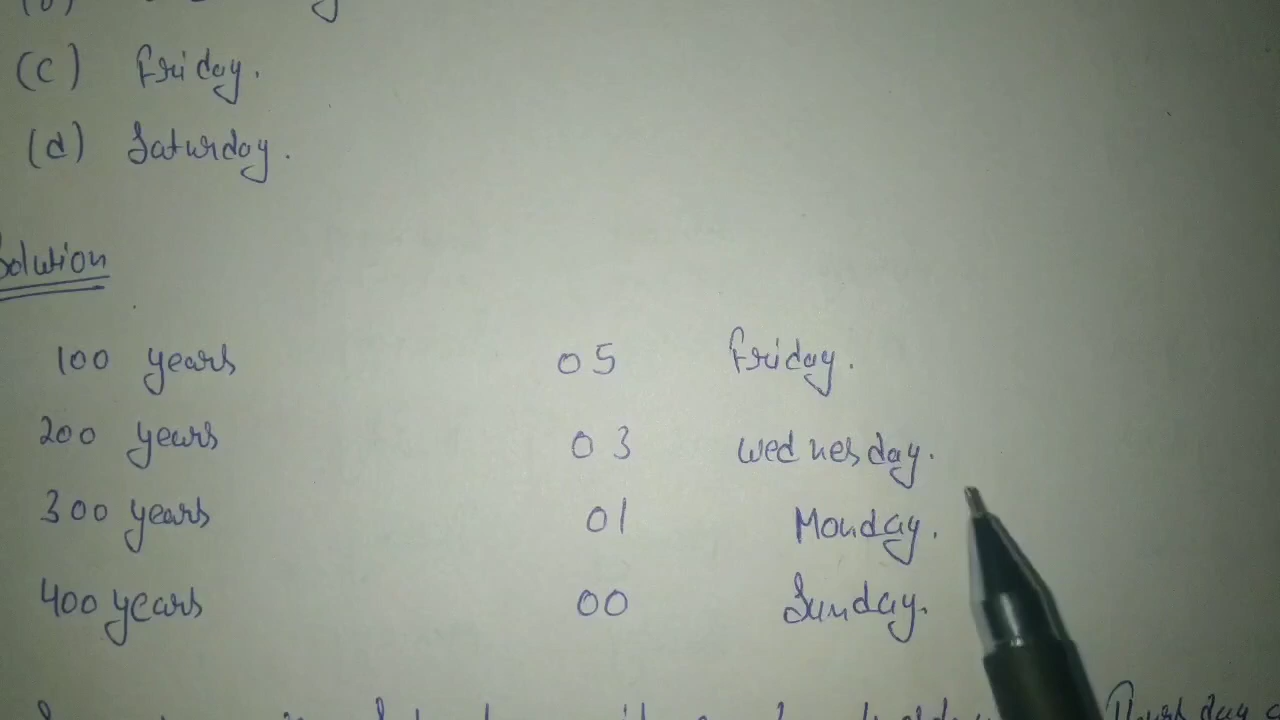 (c) Friday.
(d) Saturday.
Solution
100 years 05 Friday.
200 years 03 Wednesday.
300 years 01 Monday.
400 years 00 Sunday.